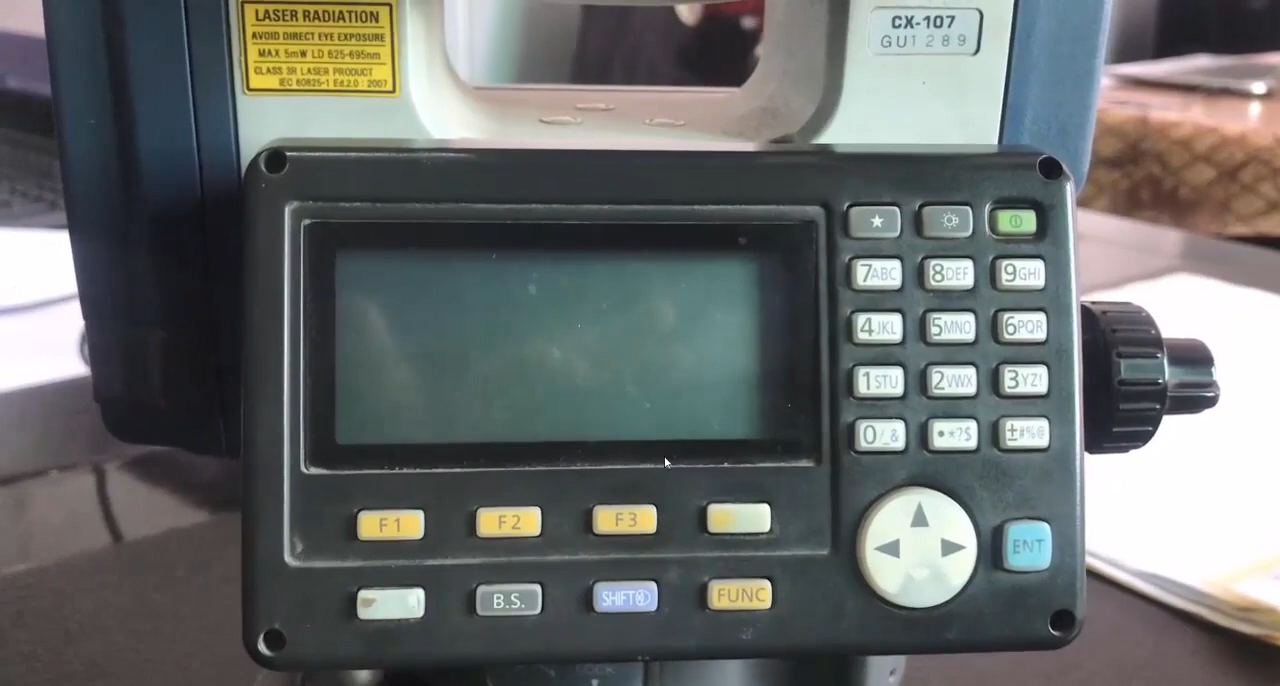 LASER RADIATION
AVOID DIRECT EYE EXPOSURE
MAX 5mW LD 625-695nm
CLASS 3R LASER PRODUCT
IEC 60825-1 Ed.2.0 : 2007
CX-107
GU1289
7ABC 8DEF 9GHI
4JKL 5MNO 6PQR
1STU 2VWX 3YZ!
0/_& •*?$ ±#%@
F1 F2 F3
ENT
B.S. SHIFT FUNC
LOCK